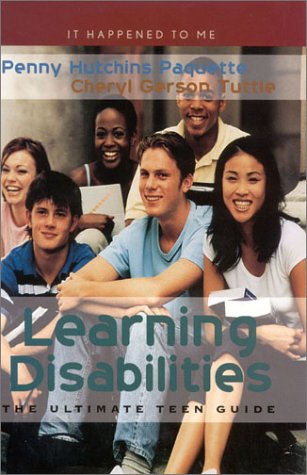 IT HAPPENED TO ME
Penny Hutchins Paquette
Cheryl Gerson Tuttle
Learning
Disabilities
THE ULTIMATE TEEN GUIDE